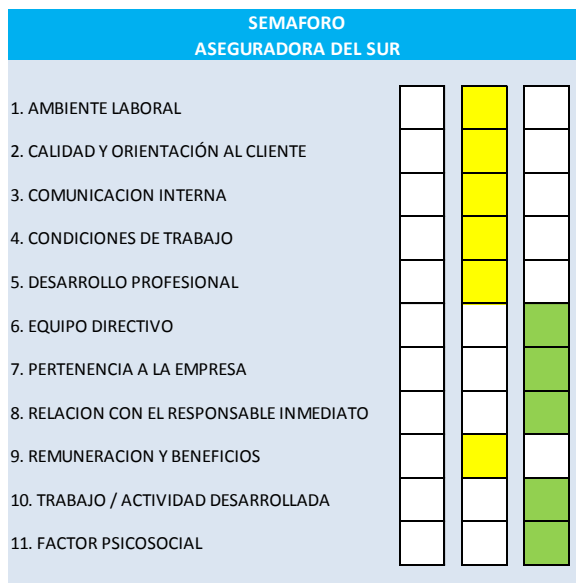 SEMAFORO
ASEGURADORA DEL SUR
1. AMBIENTE LABORAL
2. CALIDAD Y ORIENTACIÓN AL CLIENTE
3. COMUNICACION INTERNA
4. CONDICIONES DE TRABAJO
5. DESARROLLO PROFESIONAL
6. EQUIPO DIRECTIVO
7. PERTENENCIA A LA EMPRESA
8. RELACION CON EL RESPONSABLE INMEDIATO
9. REMUNERACION Y BENEFICIOS
10. TRABAJO / ACTIVIDAD DESARROLLADA
11. FACTOR PSICOSOCIAL